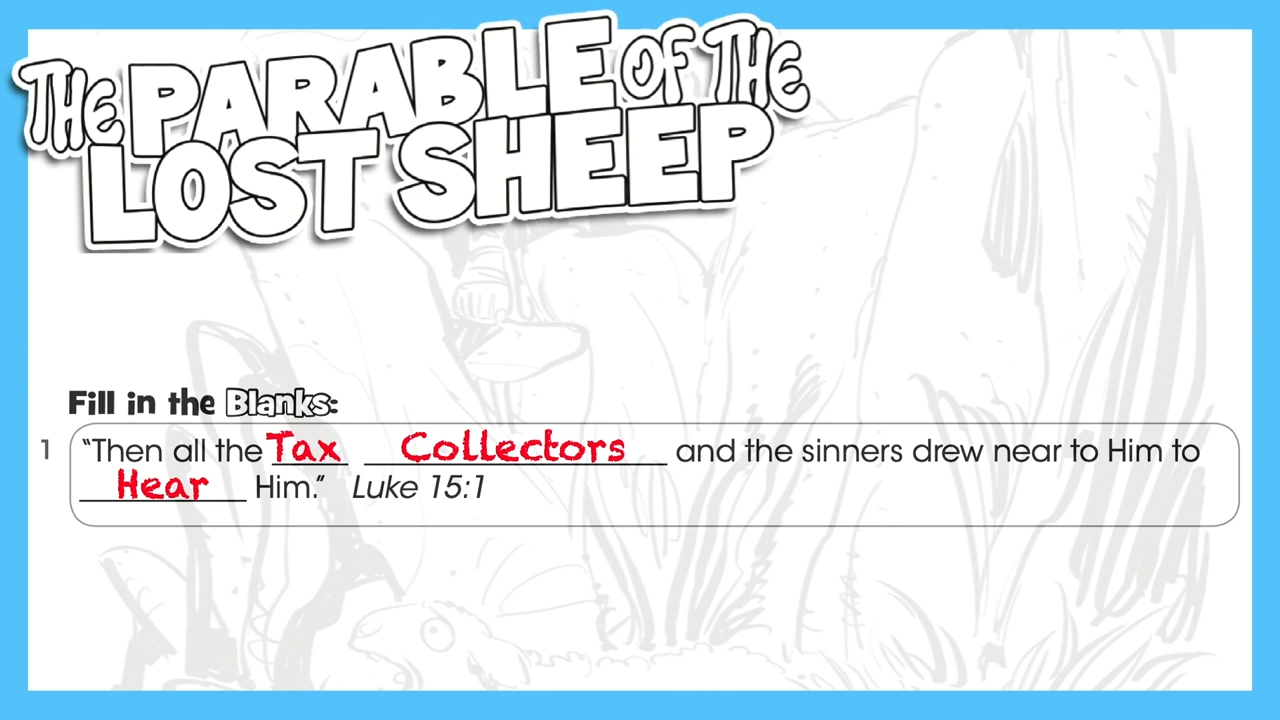 THE PARABLE OF THE
LOST SHEEP
Fill in the Blanks:
1 “Then all the Tax Collectors and the sinners drew near to Him to
Hear Him.” Luke 15:1